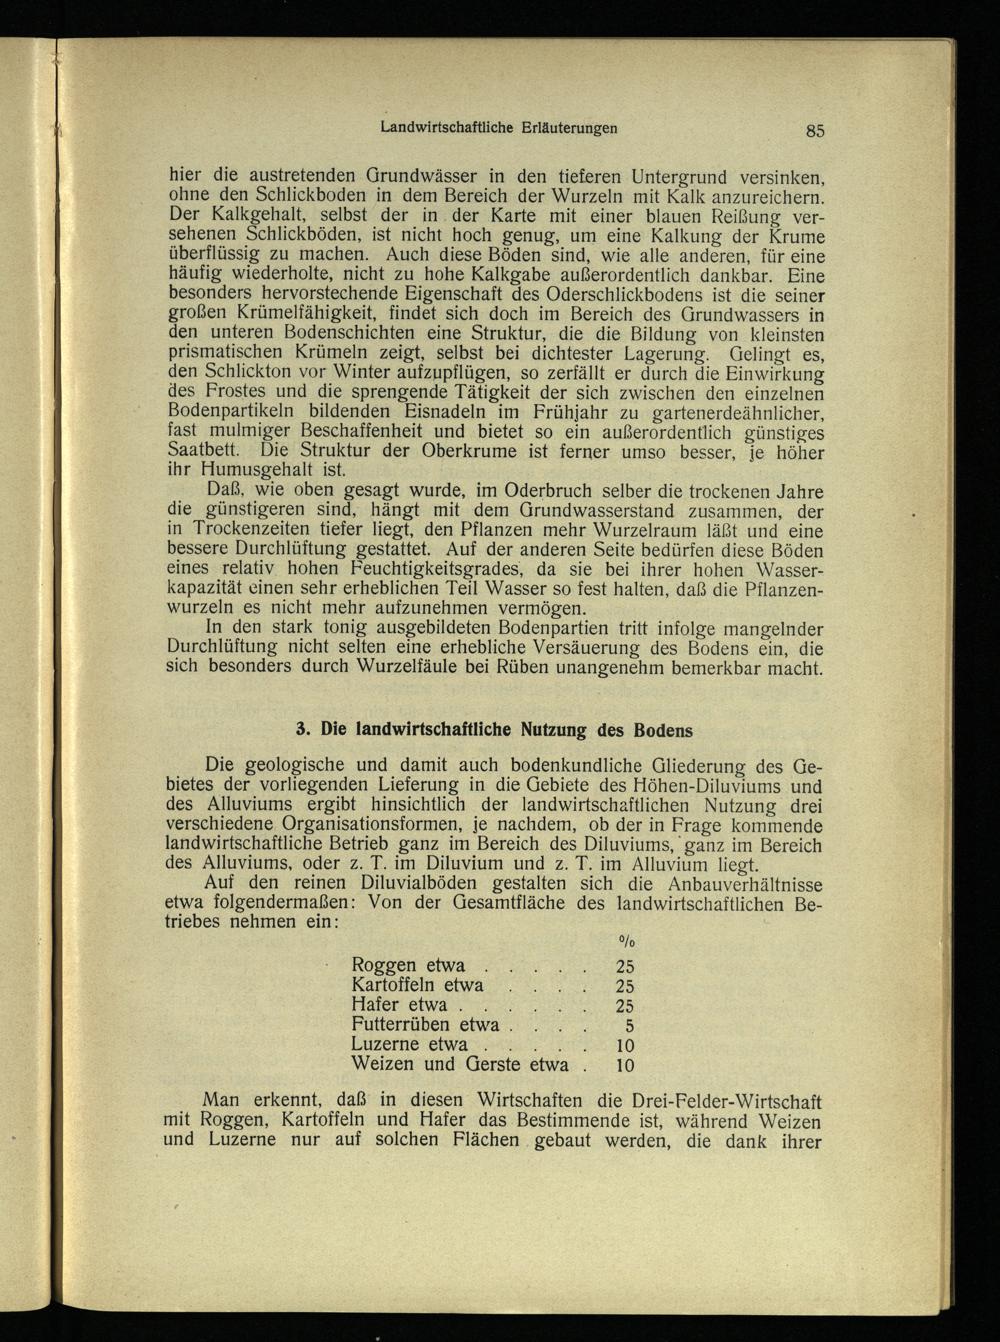 Landwirtschaftliche Erläuterungen 85
hier die austretenden Grundwässer in den tieferen Untergrund versinken,
ohne den Schlickboden in dem Bereich der Wurzeln mit Kalk anzureichern.
Der Kalkgehalt, selbst der in der Karte mit einer blauen Reißung ver-
sehenen Schlickböden, ist nicht hoch genug, um eine Kalkung der Krume
überflüssig zu machen. Auch diese Böden sind, wie alle anderen, für eine
häufig wiederholte, nicht zu hohe Kalkgabe außerordentlich dankbar. Eine
besonders hervorstechende Eigenschaft des Oderschlickbodens ist die seiner
großen Krümelfähigkeit, findet sich doch im Bereich des Grundwassers in
den unteren Bodenschichten eine Struktur, die die Bildung von kleinsten
prismatischen Krümeln zeigt, selbst bei dichtester Lagerung. Gelingt es,
den Schlickton vor Winter aufzupflügen, so zerfällt er durch die Einwirkung
des Frostes und die sprengende Tätigkeit der sich zwischen den einzelnen
Bodenpartikeln bildenden Eisnadeln im Frühjahr zu gartenerdeähnlicher,
fast mulmiger Beschaffenheit und bietet so ein außerordentlich günstiges
Saatbett. Die Struktur der Oberkrume ist ferner umso besser, je höher
ihr Humusgehalt ist.
Daß, wie oben gesagt wurde, im Oderbruch selber die trockenen Jahre
die günstigeren sind, hängt mit dem Grundwasserstand zusammen, der
in Trockenzeiten tiefer liegt, den Pflanzen mehr Wurzelraum läßt und eine
bessere Durchlüftung gestattet. Auf der anderen Seite bedürfen diese Böden
eines relativ hohen Feuchtigkeitsgrades, da sie bei ihrer hohen Wasser-
kapazität einen sehr erheblichen Teil Wasser so fest halten, daß die Pflanzen-
wurzeln es nicht mehr aufzunehmen vermögen.
In den stark tonig ausgebildeten Bodenpartien tritt infolge mangelnder
Durchlüftung nicht selten eine erhebliche Versäuerung des Bodens ein, die
sich besonders durch Wurzelfäule bei Rüben unangenehm bemerkbar macht.
3. Die landwirtschaftliche Nutzung des Bodens
Die geologische und damit auch bodenkundliche Gliederung des Ge-
bietes der vorliegenden Lieferung in die Gebiete des Höhen-Diluviums und
des Alluviums ergibt hinsichtlich der landwirtschaftlichen Nutzung drei
verschiedene Organisationsformen, je nachdem, ob der in Frage kommende
landwirtschaftliche Betrieb ganz im Bereich des Diluviums, ganz im Bereich
des Alluviums, oder z. T. im Diluvium und z. T. im Alluvium liegt.
Auf den reinen Diluvialböden gestalten sich die Anbauverhältnisse
etwa folgendermaßen: Von der Gesamtfläche des landwirtschaftlichen Be-
triebes nehmen ein:
%
Roggen etwa . . . . . 25
Kartoffeln etwa . . . . 25
Hafer etwa . . . . . . 25
Futterrüben etwa . . . . 5
Luzerne etwa . . . . . 10
Weizen und Gerste etwa . 10
Man erkennt, daß in diesen Wirtschaften die Drei-Felder-Wirtschaft
mit Roggen, Kartoffeln und Hafer das Bestimmende ist, während Weizen
und Luzerne nur auf solchen Flächen gebaut werden, die dank ihrer